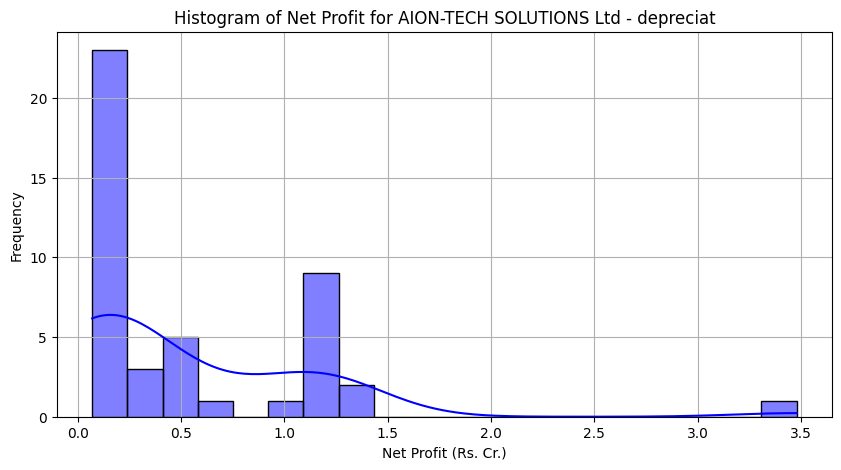 Histogram of Net Profit for AION-TECH SOLUTIONS Ltd - depreciat
Frequency
20
15
10
5
0
0.0 0.5 1.0 1.5 2.0 2.5 3.0 3.5
Net Profit (Rs. Cr.)